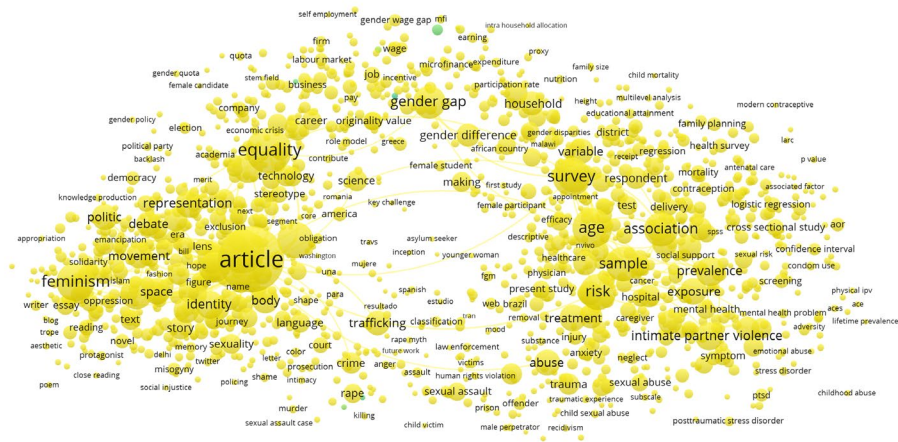 self employment
gender wage gap
mfi
intra household allocation
firm
wage
earning
quota
labour market
proxy
gender quota
stem field
job
incentive
microfinance
expenditure
family size
female candidate
business
participation rate
nutrition
child mortality
company
pay
gender gap
household
height
multilevel analysis
modern contraceptive
gender policy
election
economic crisis
career
originality value
educational attainment
family planning
gender difference
gender disparities
district
role model
greece
malawi
political party
equality
african country
variable
regression
health survey
larc
backlash
academia
contribute
receipt
p value
female student
democracy
merit
technology
science
making
survey
respondent
mortality
antenatal care
stereotype
first study
contraception
associated factor
knowledge production
representation
next
romania
key challenge
appointment
core
female participant
test
delivery
logistic regression
politic
debate
exclusion
segment
america
efficacy
age
association
spss
cross sectional study
aor
appropriation
emancipation
era
obligation
travs
asylum seeker
descriptive
nvivo
solidarity
movement
bill
lens
article
washington
inception
younger woman
healthcare
social support
sexual risk
confidence interval
hope
mujere
sample
feminism
islam
fashion
una
fgm
physician
prevalence
condom use
figure
name
cancer
screening
space
identity
body
shape
para
spanish
present study
risk
hospital
exposure
physical ipv
writer
essay
oppression
resultado
estudio
web brazil
mental health
aces
ace
blog
text
journey
language
trafficking
classification
tran
removal
treatment
caregiver
mental health problem
lifetime prevalence
trope
reading
story
mood
adversity
aesthetic
novel
sexuality
court
rape myth
substance
injury
intimate partner violence
memory
color
future work
law enforcement
anxiety
emotional abuse
protagonist
delhi
twitter
letter
crime
anger
victims
abuse
neglect
symptom
misogyny
prosecution
assault
human rights violation
stress disorder
close reading
policing
shame
intimacy
trauma
sexual abuse
poem
social injustice
rape
sexual assault
traumatic experience
subscale
ptsd
childhood abuse
murder
killing
prison
offender
child sexual abuse
sexual assault case
child victim
male perpetrator
recidivism
posttraumatic stress disorder